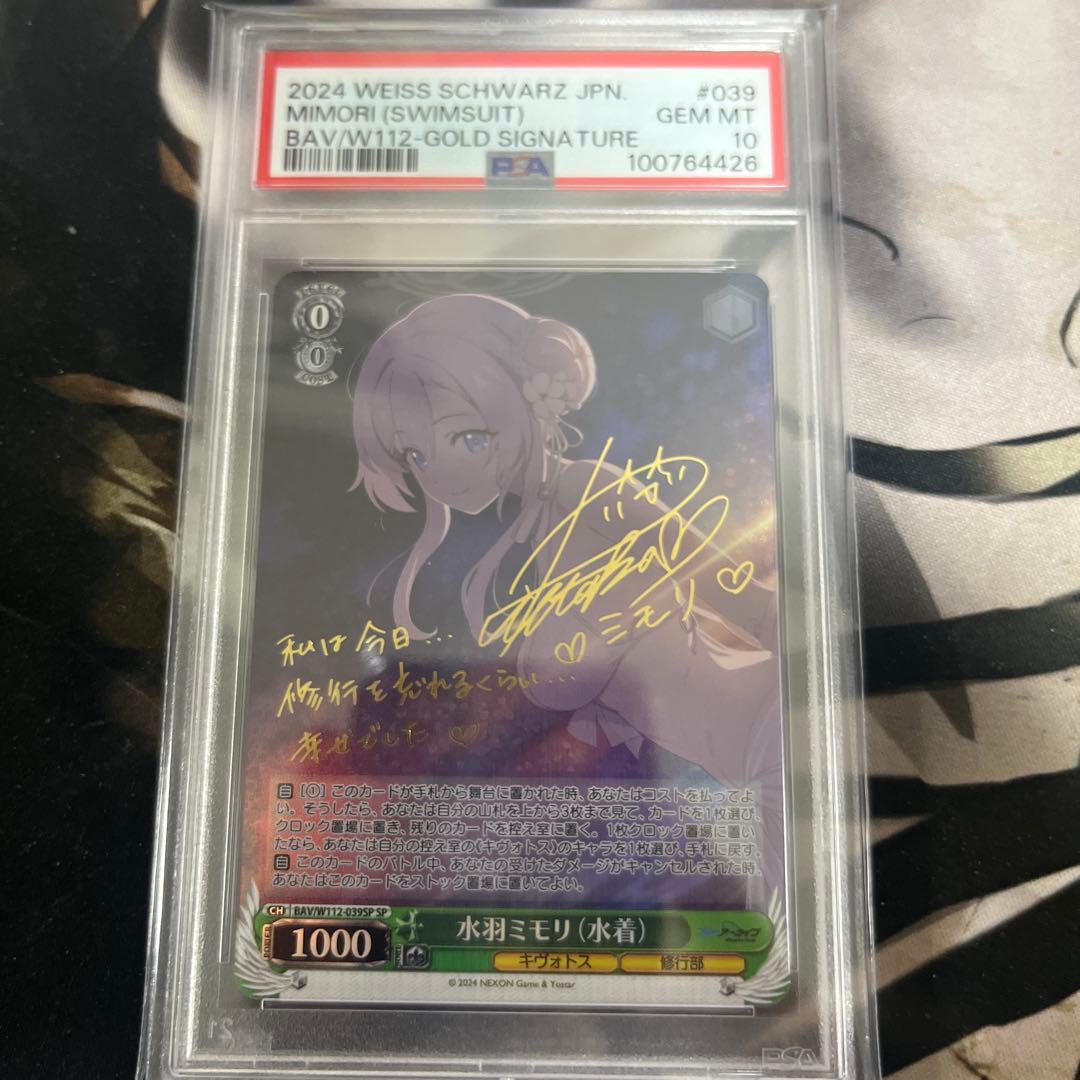 2024 WEISS SCHWARZ JPN. #039
MIMORI (SWIMSUIT) GEM MT
BAV/W112-GOLD SIGNATURE 10
PSA 100764426
0
0
COST
ミモリ
私は今日…
修行を忘れるくらい…
幸せでした
自 [①] このカードが手札から舞台に置かれた時、あなたはコストを払ってよ
い。そうしたら、あなたは自分の山札を上から3枚まで見て、カードを1枚選び、
クロック置場に置き、残りのカードを控え室に置く。1枚クロック置場に置い
たなら、あなたは自分の控え室の《キヴォトス》のキャラを1枚選び、手札に戻す。
自 このカードのバトル中、あなたの受けたダメージがキャンセルされた時、
あなたはこのカードをストック置場に置いてよい。
CH BAV/W112-039SP SP
POWER 1000
水羽ミモリ(水着)
ブルーアーカイブ
キヴォトス 修行部
© 2024 NEXON Game & Yostar
PSA